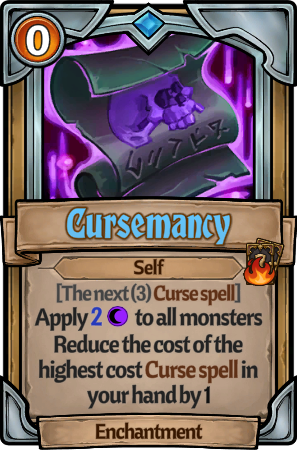 0
Cursemancy
Self
[The next (3) Curse spell]
Apply 2 to all monsters
Reduce the cost of the
highest cost Curse spell in
your hand by 1
Enchantment